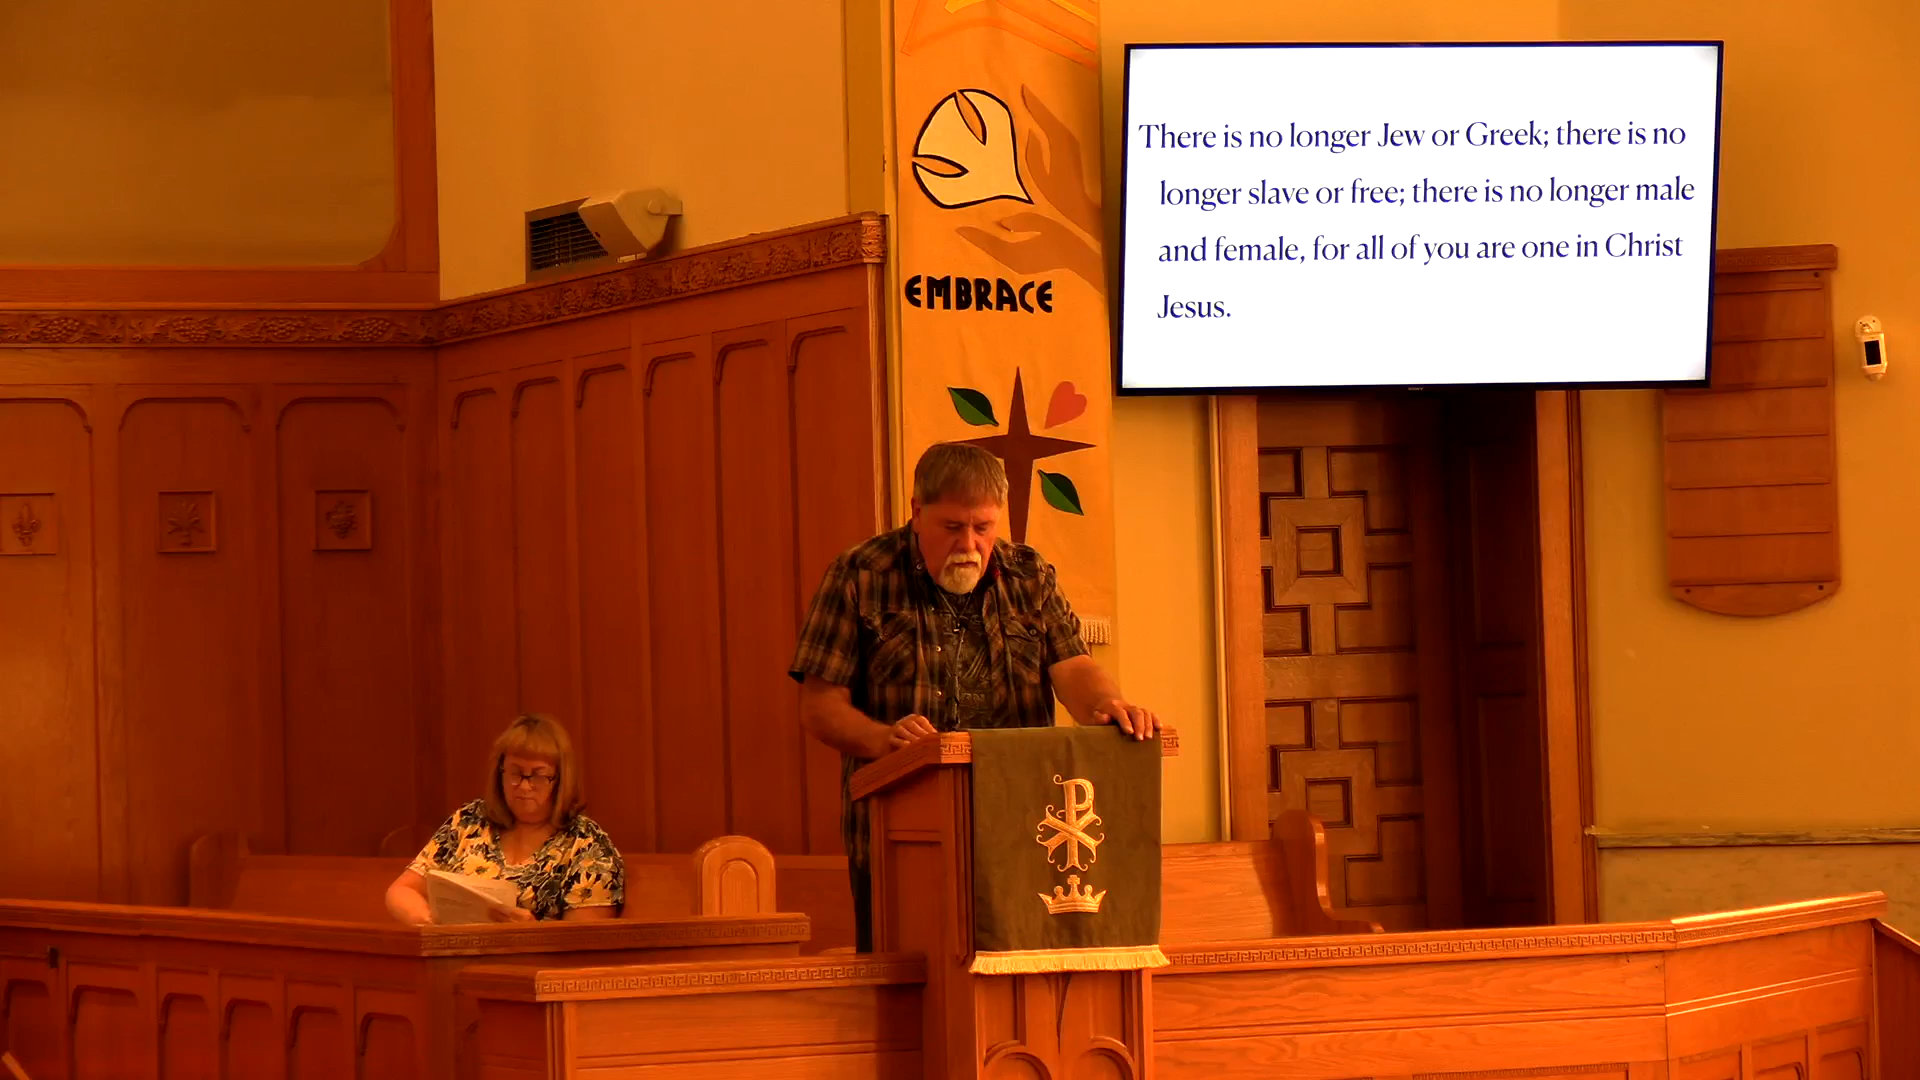 There is no longer Jew or Greek; there is no
longer slave or free; there is no longer male
and female, for all of you are one in Christ
Jesus.
EMBRACE